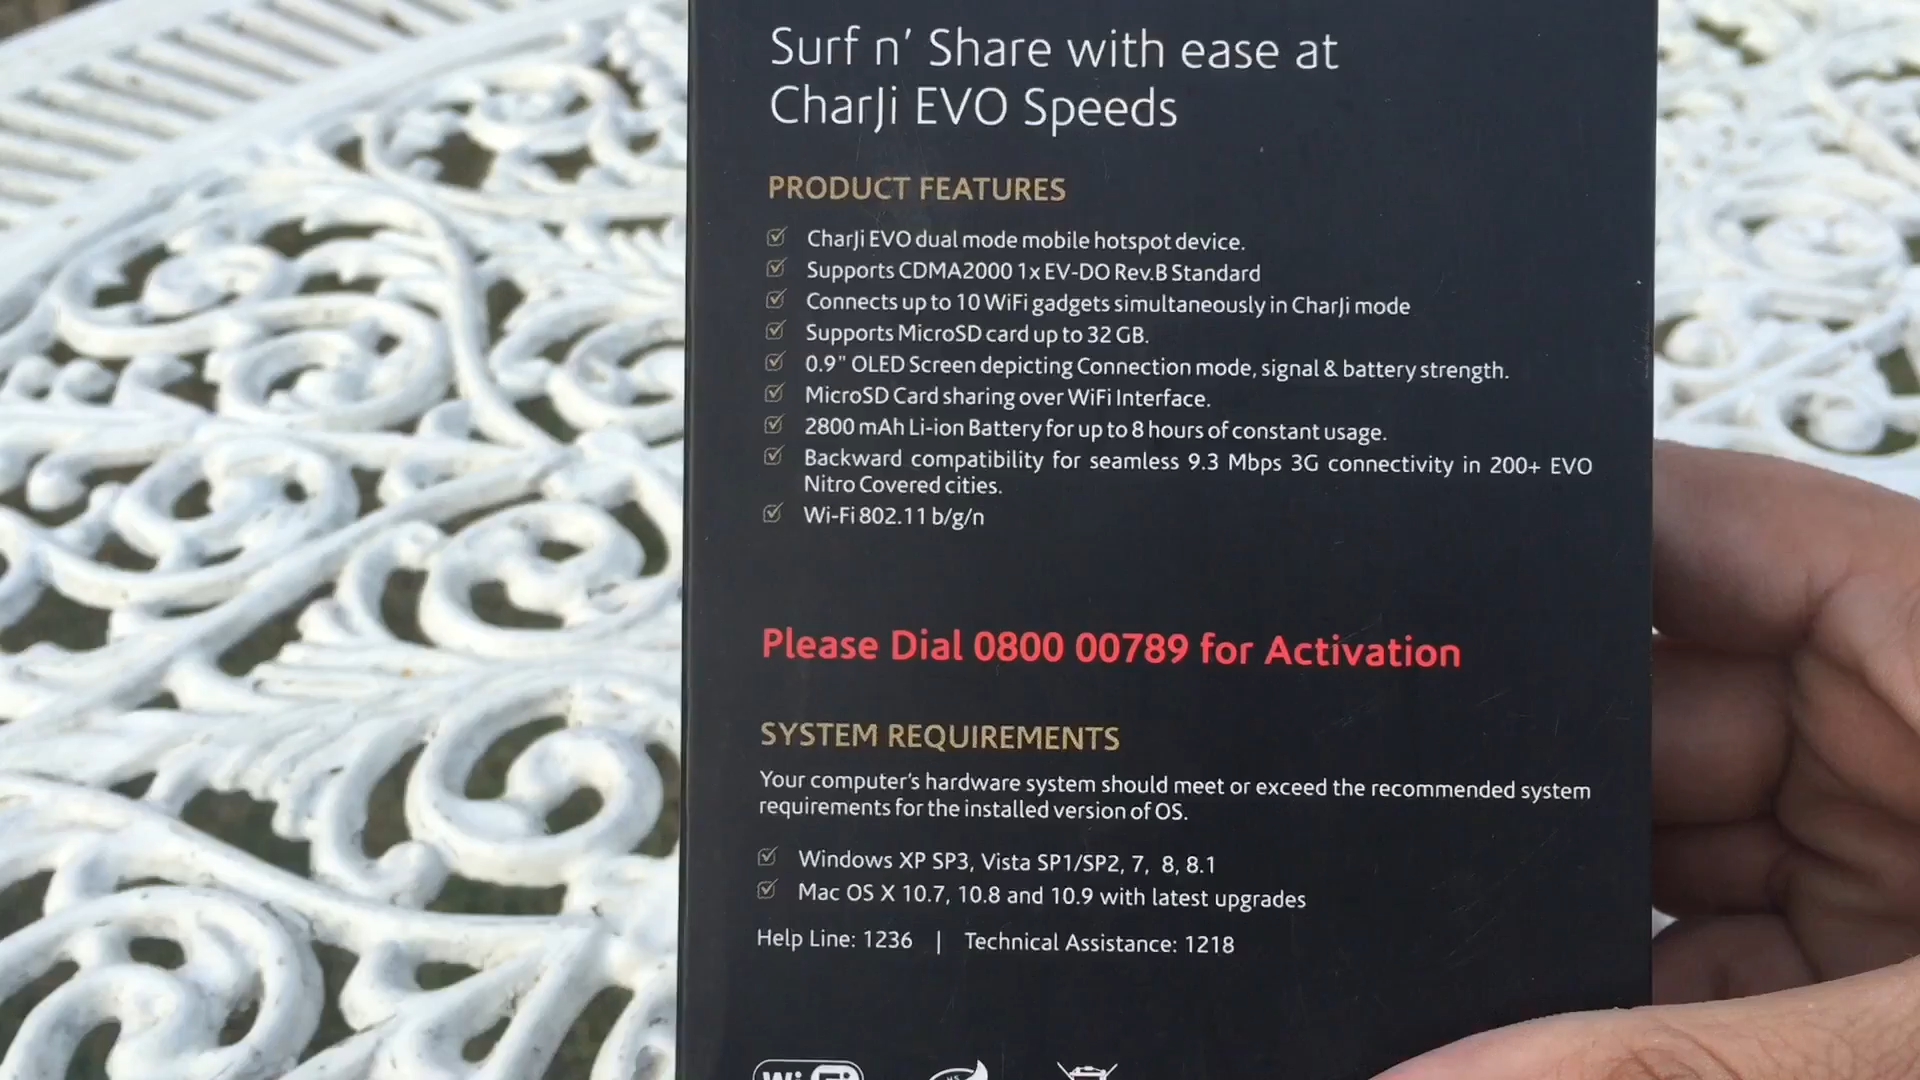 Surf n' Share with ease at
CharJi EVO Speeds
PRODUCT FEATURES
CharJi EVO dual mode mobile hotspot device.
Supports CDMA2000 1x EV-DO Rev.B Standard
Connects up to 10 WiFi gadgets simultaneously in CharJi mode
Supports MicroSD card up to 32 GB.
0.9" OLED Screen depicting Connection mode, signal & battery strength.
MicroSD Card sharing over WiFi Interface.
2800 mAh Li-ion Battery for up to 8 hours of constant usage.
Backward compatibility for seamless 9.3 Mbps 3G connectivity in 200+ EVO
Nitro Covered cities.
Wi-Fi 802.11 b/g/n
Please Dial 0800 00789 for Activation
SYSTEM REQUIREMENTS
Your computer's hardware system should meet or exceed the recommended system
requirements for the installed version of OS.
Windows XP SP3, Vista SP1/SP2, 7, 8, 8.1
Mac OS X 10.7, 10.8 and 10.9 with latest upgrades
Help Line: 1236 | Technical Assistance: 1218